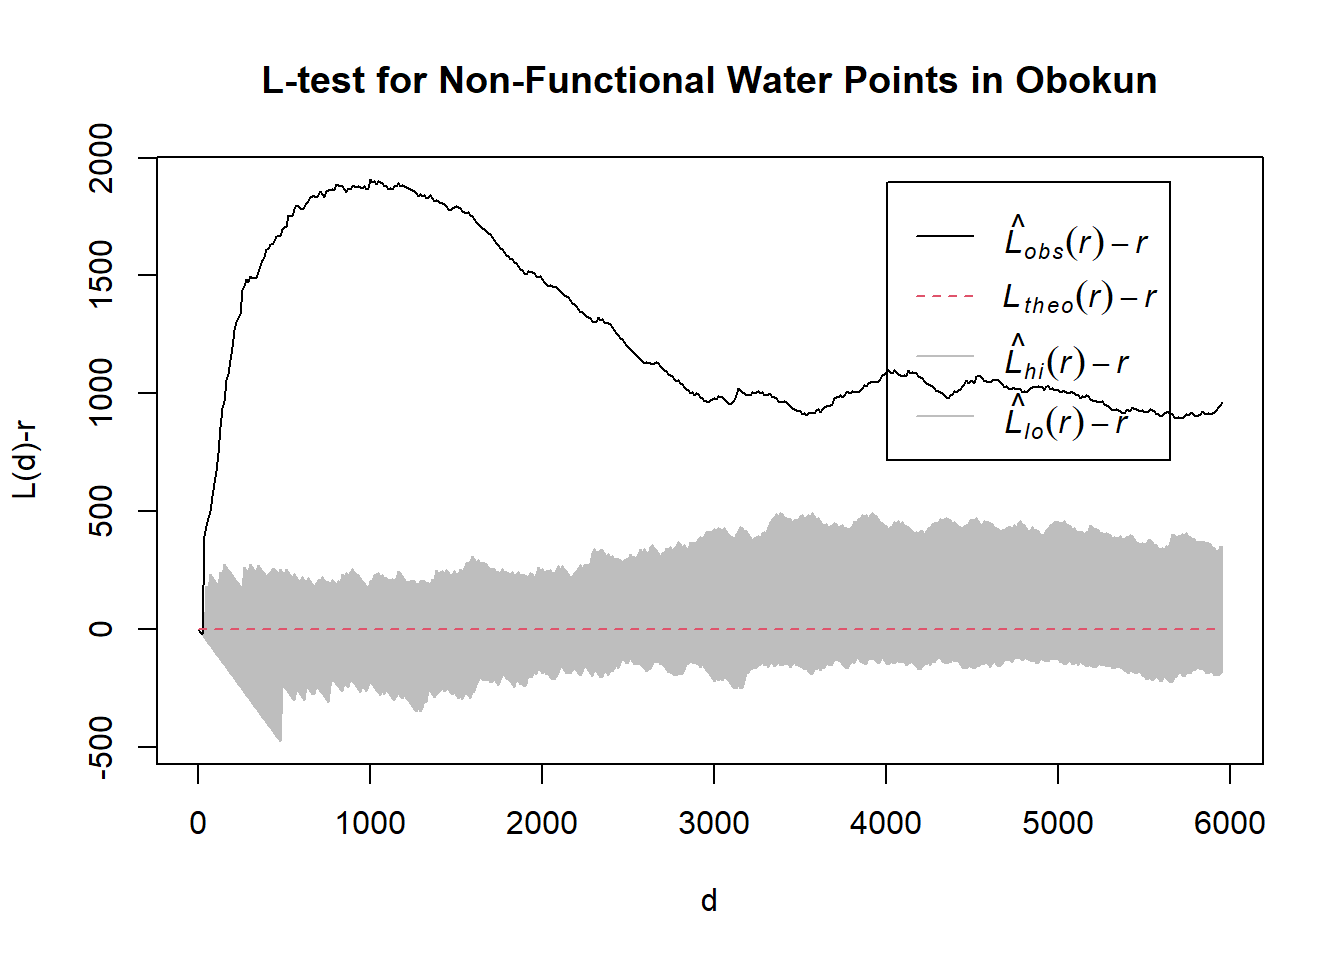 L-test for Non-Functional Water Points in Obokun
L(d)-r
2000
1500
1000
500
0
-500
L̂obs(r) − r
Ltheo(r) − r
L̂hi(r) − r
L̂lo(r) − r
0 1000 2000 3000 4000 5000 6000
d